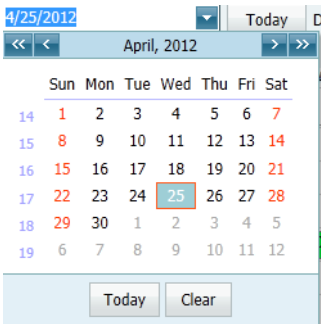 4/25/2012 Today D
« < April, 2012 > »
Sun Mon Tue Wed Thu Fri Sat
14 1 2 3 4 5 6 7
15 8 9 10 11 12 13 14
16 15 16 17 18 19 20 21
17 22 23 24 25 26 27 28
18 29 30 1 2 3 4 5
19 6 7 8 9 10 11 12
Today Clear